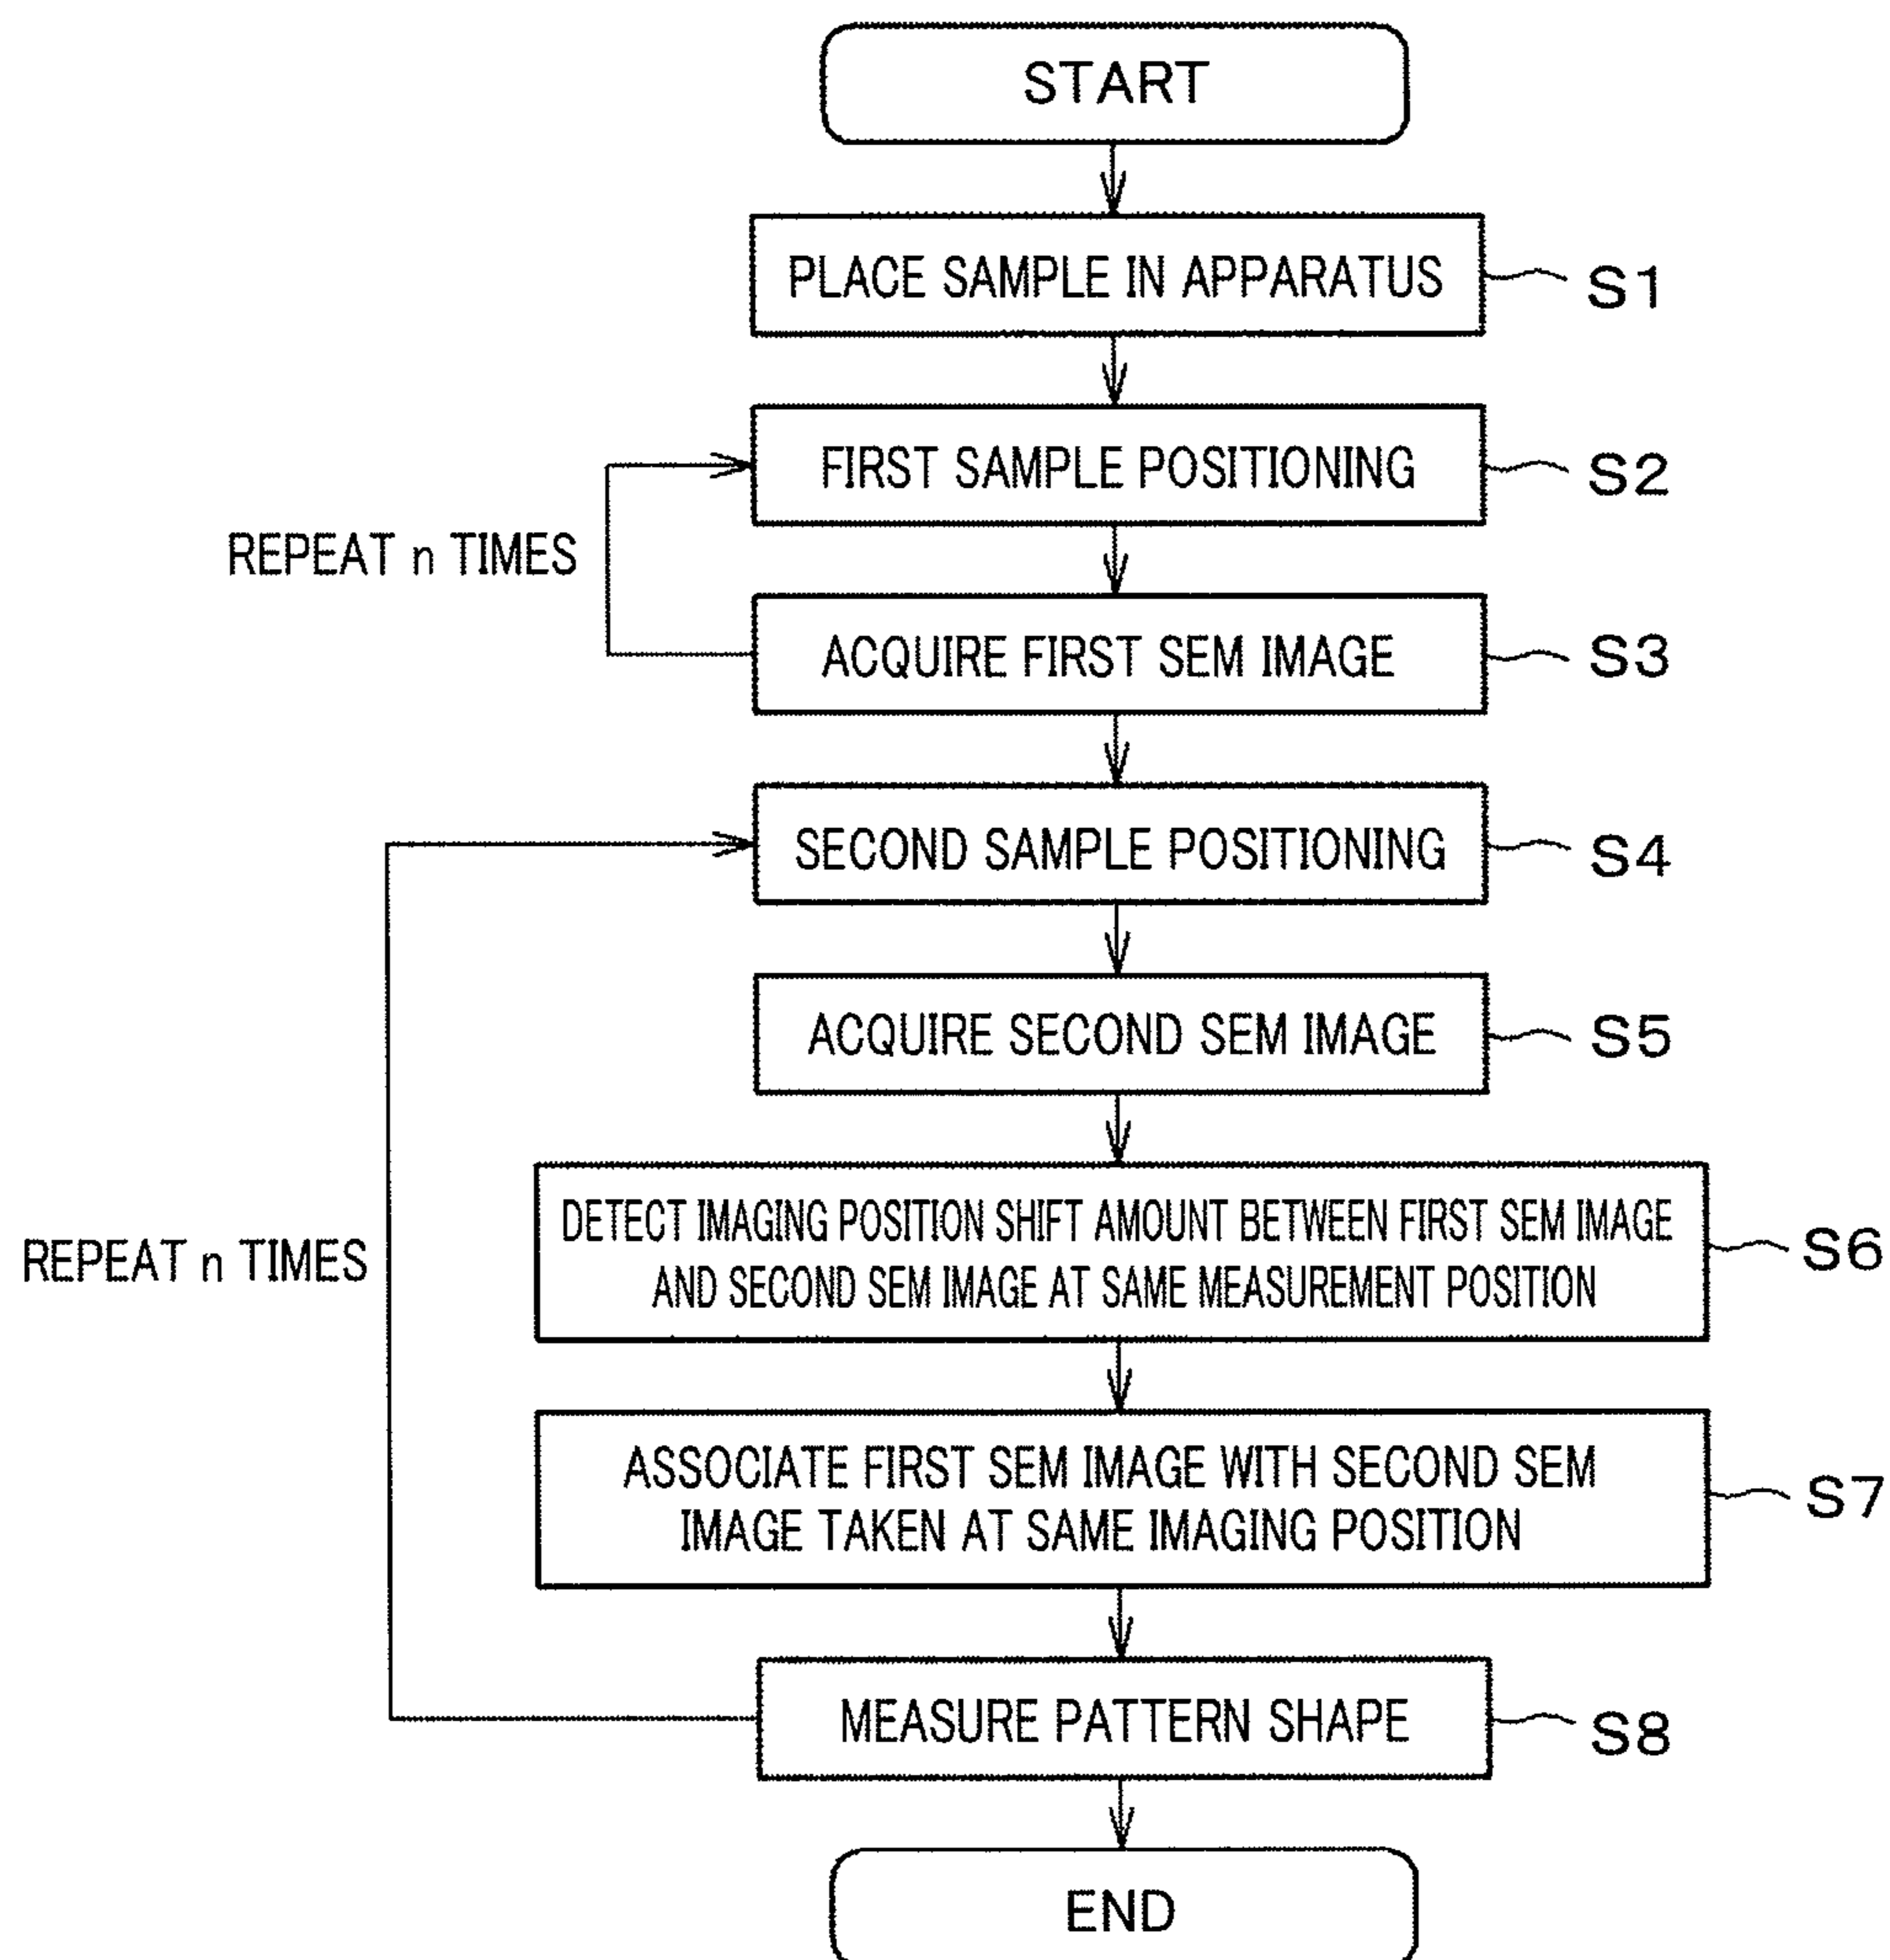 START
PLACE SAMPLE IN APPARATUS
S1
FIRST SAMPLE POSITIONING
S2
REPEAT n TIMES
ACQUIRE FIRST SEM IMAGE
S3
SECOND SAMPLE POSITIONING
S4
ACQUIRE SECOND SEM IMAGE
S5
DETECT IMAGING POSITION SHIFT AMOUNT BETWEEN FIRST SEM IMAGE
AND SECOND SEM IMAGE AT SAME MEASUREMENT POSITION
S6
REPEAT n TIMES
ASSOCIATE FIRST SEM IMAGE WITH SECOND SEM
IMAGE TAKEN AT SAME IMAGING POSITION
S7
MEASURE PATTERN SHAPE
S8
END